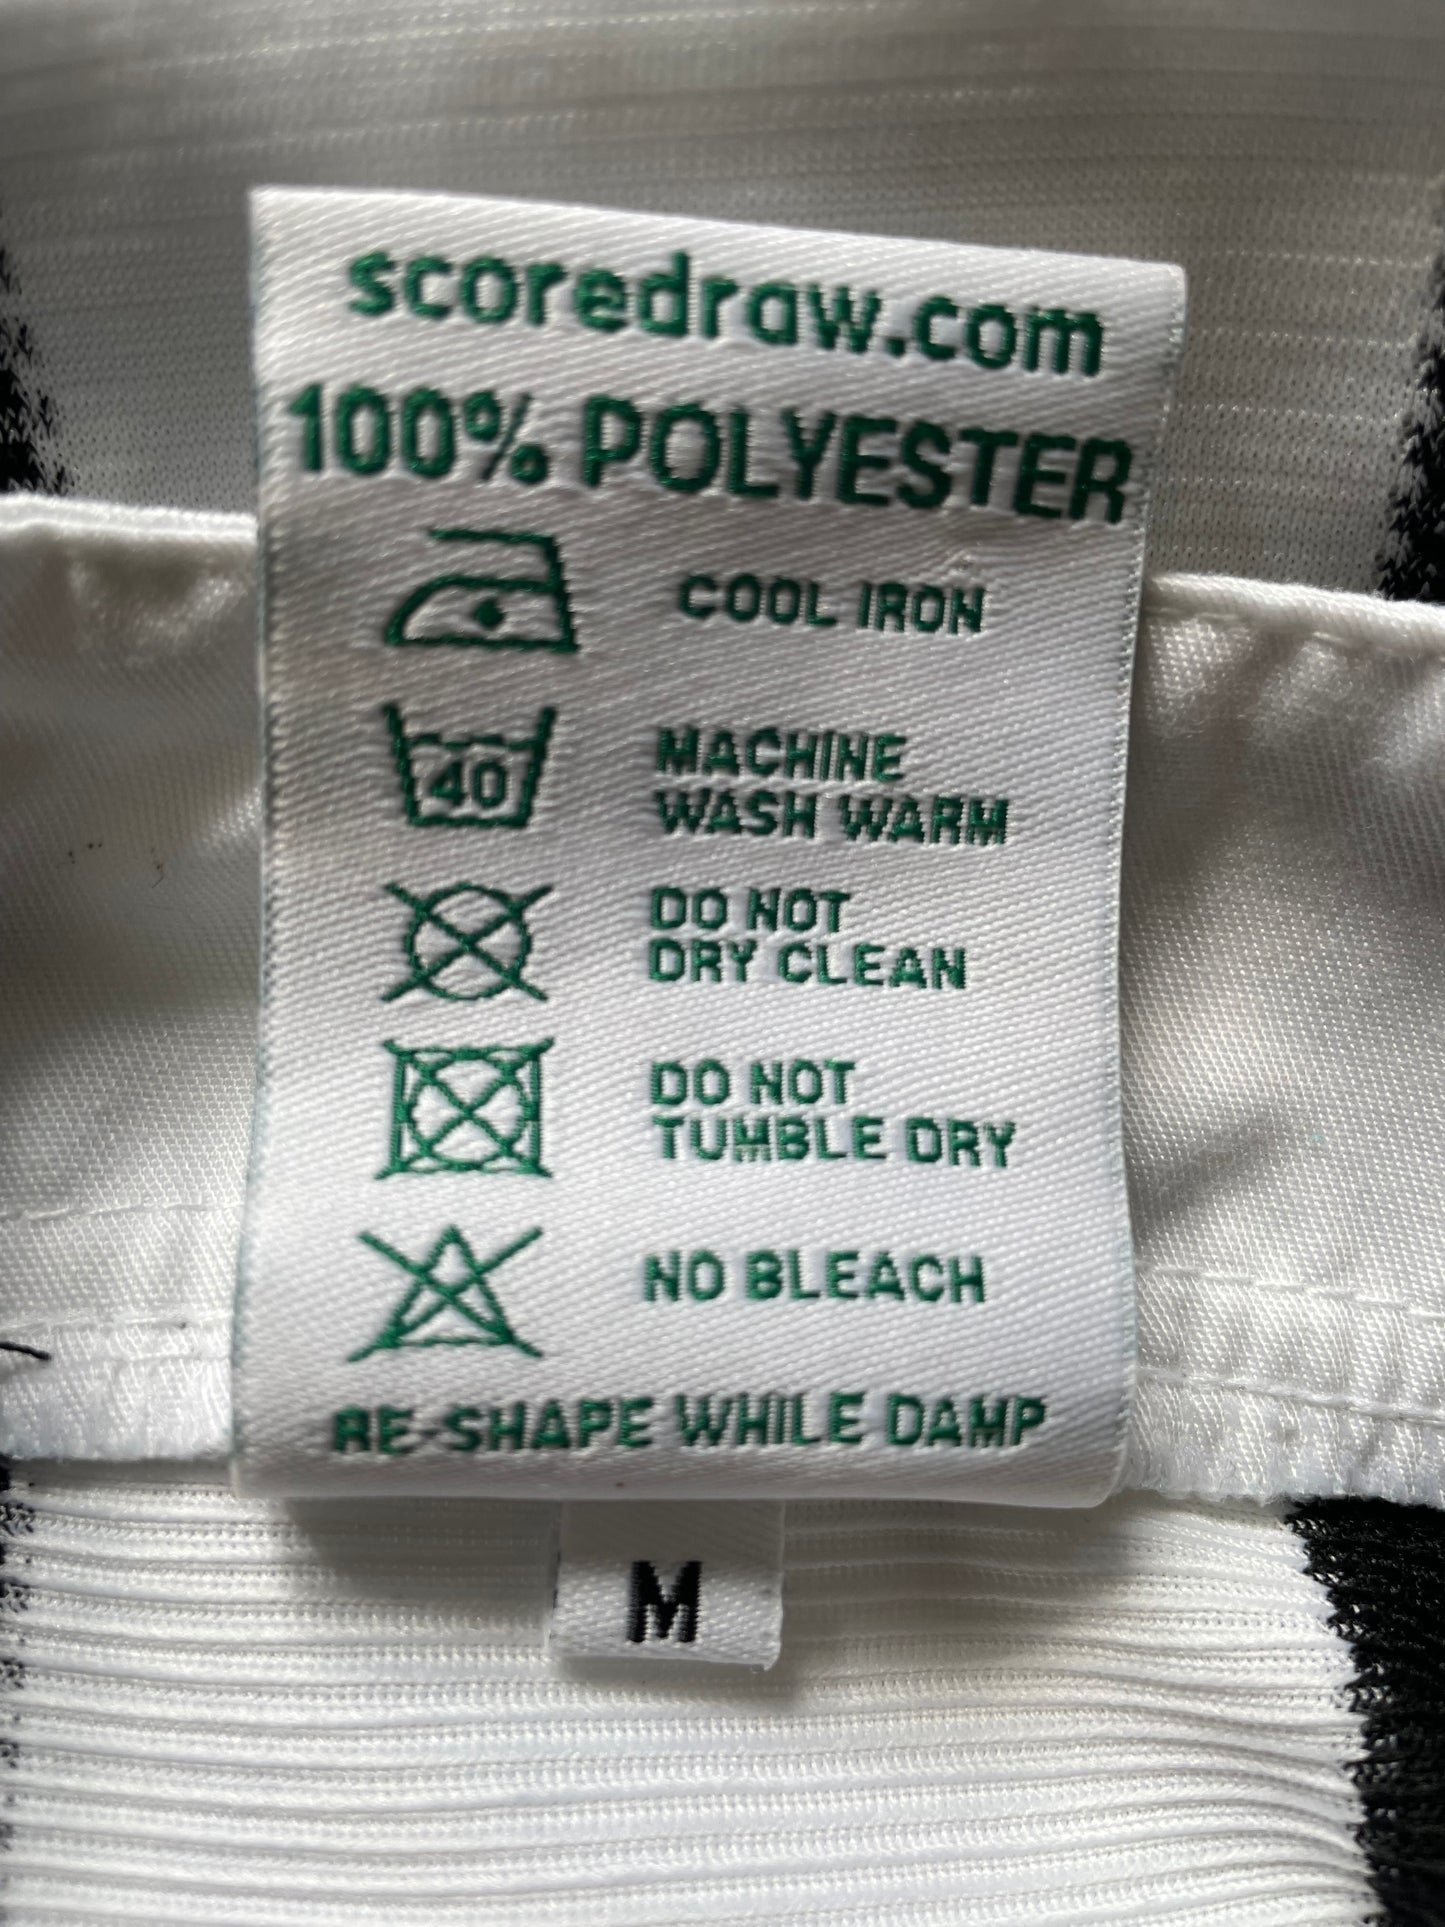 scoredraw.com
100% POLYESTER
COOL IRON
40
MACHINE
WASH WARM
DO NOT
DRY CLEAN
DO NOT
TUMBLE DRY
NO BLEACH
RE-SHAPE WHILE DAMP
M